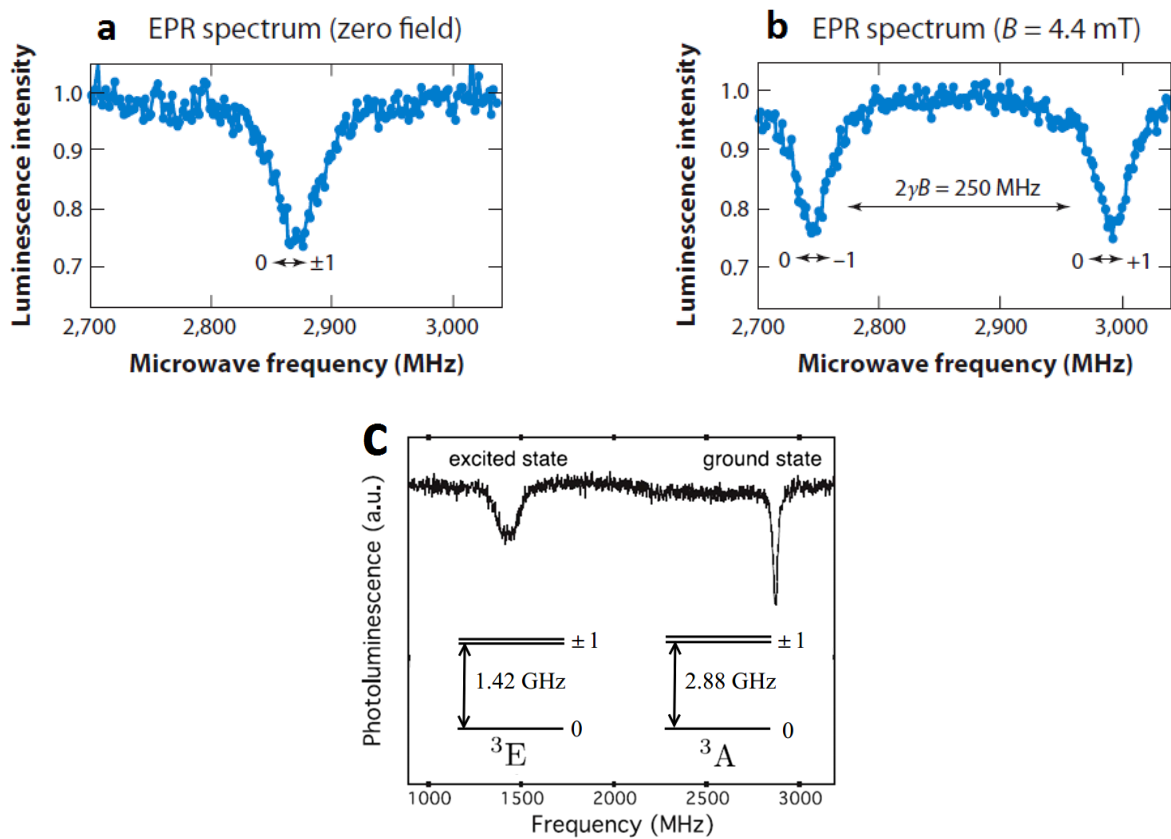 a EPR spectrum (zero field)
Luminescence intensity
1.0
0.9
0.8
0.7
0 ±1
2,700 2,800 2,900 3,000
Microwave frequency (MHz)
b EPR spectrum (B = 4.4 mT)
Luminescence intensity
1.0
0.9
0.8
0.7
2γB = 250 MHz
0 –1 0 +1
2,700 2,800 2,900 3,000
Microwave frequency (MHz)
c
Photoluminescence (a.u.)
excited state ground state
± 1 ± 1
1.42 GHz 2.88 GHz
0 0
³E ³A
1000 1500 2000 2500 3000
Frequency (MHz)